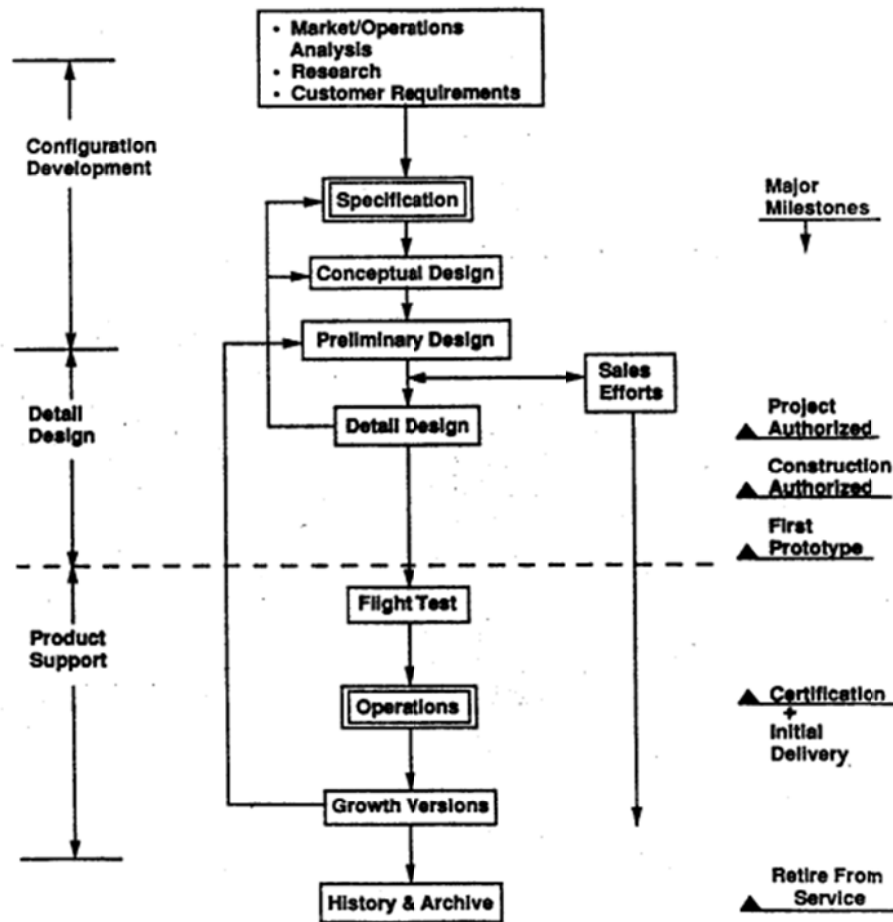 • Market/Operations
Analysis
• Research
• Customer Requirements
Configuration
Development
Specification
Major
Milestones
Conceptual Design
Preliminary Design
Sales
Efforts
Detail
Design
Detail Design
Project
Authorized
Construction
Authorized
First
Prototype
Flight Test
Product
Support
Operations
Certification
+
Initial
Delivery
Growth Versions
History & Archive
Retire From
Service